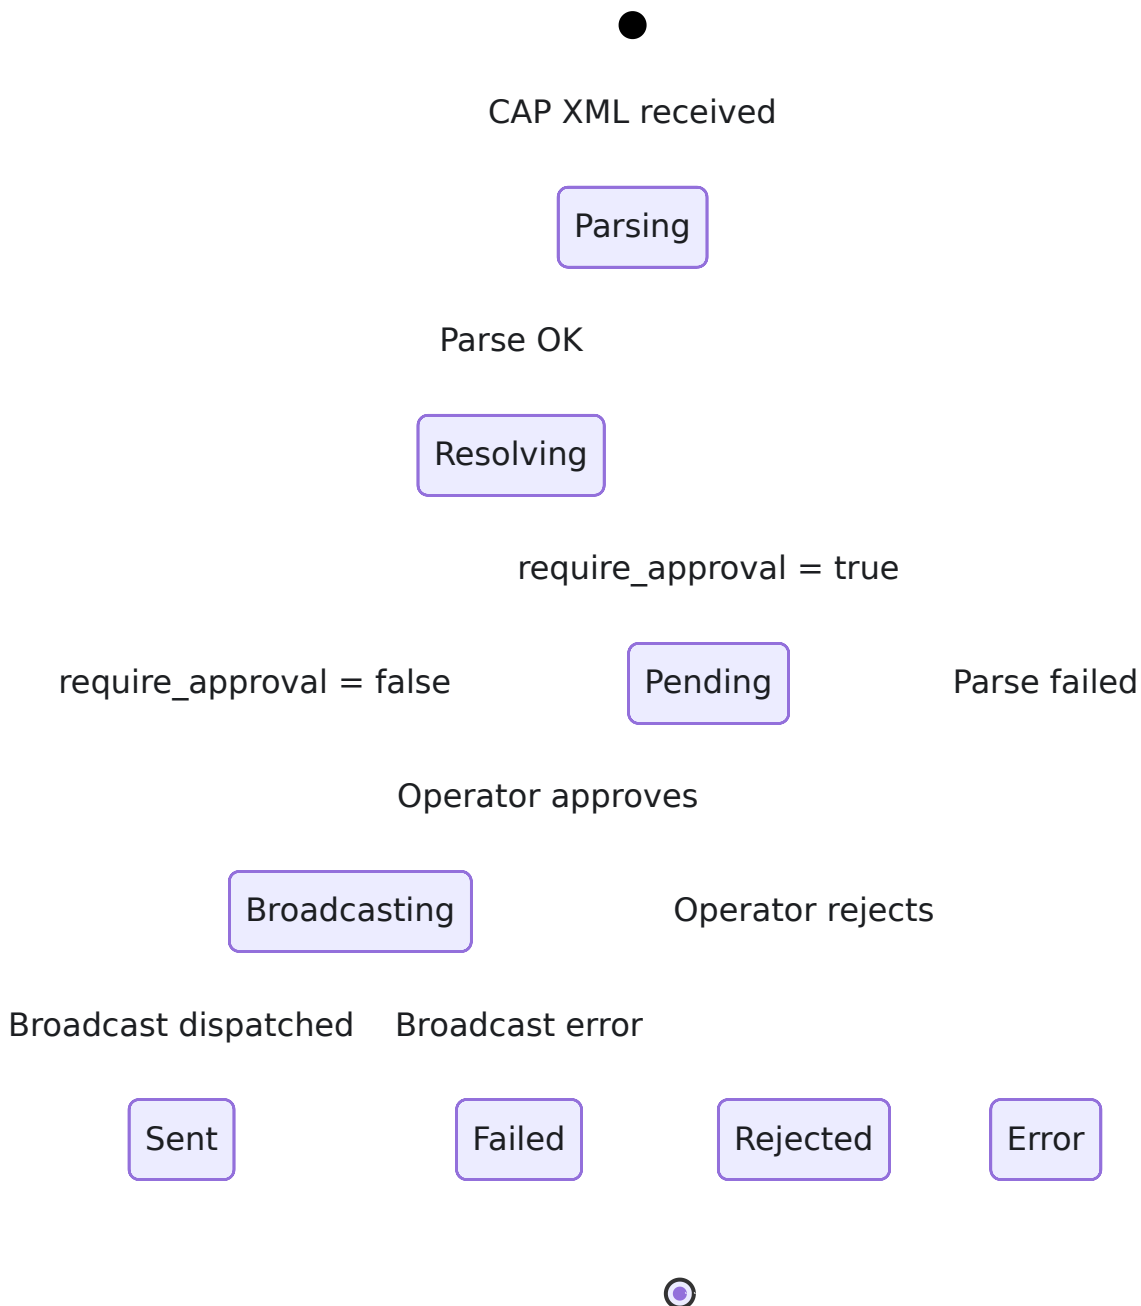 CAP XML received
Parsing
Parse OK
Resolving
require_approval = true
require_approval = false
Pending
Parse failed
Operator approves
Broadcasting
Operator rejects
Broadcast dispatched
Broadcast error
Sent
Failed
Rejected
Error